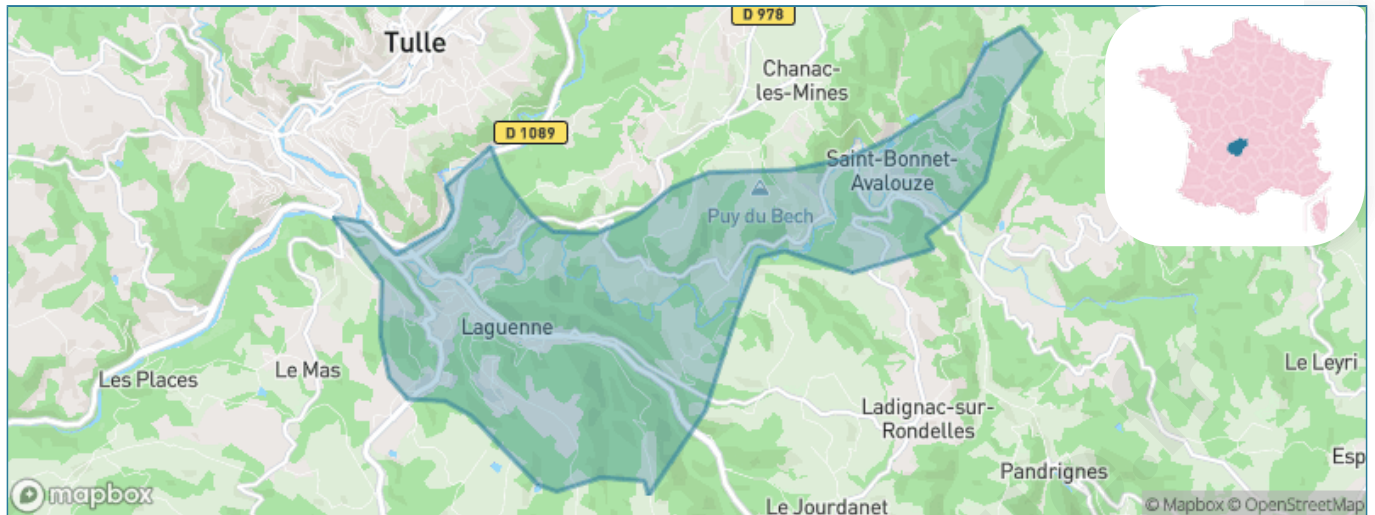 D 978
Tulle
Chanac-
les-Mines
D 1089
Saint-Bonnet-
Avalouze
Puy du Bech
Laguenne
Le Leyri
Les Places
Le Mas
Ladignac-sur-
Rondelles
Pandrignes
Esp
Le Jourdanet
mapbox
© Mapbox © OpenStreetMap